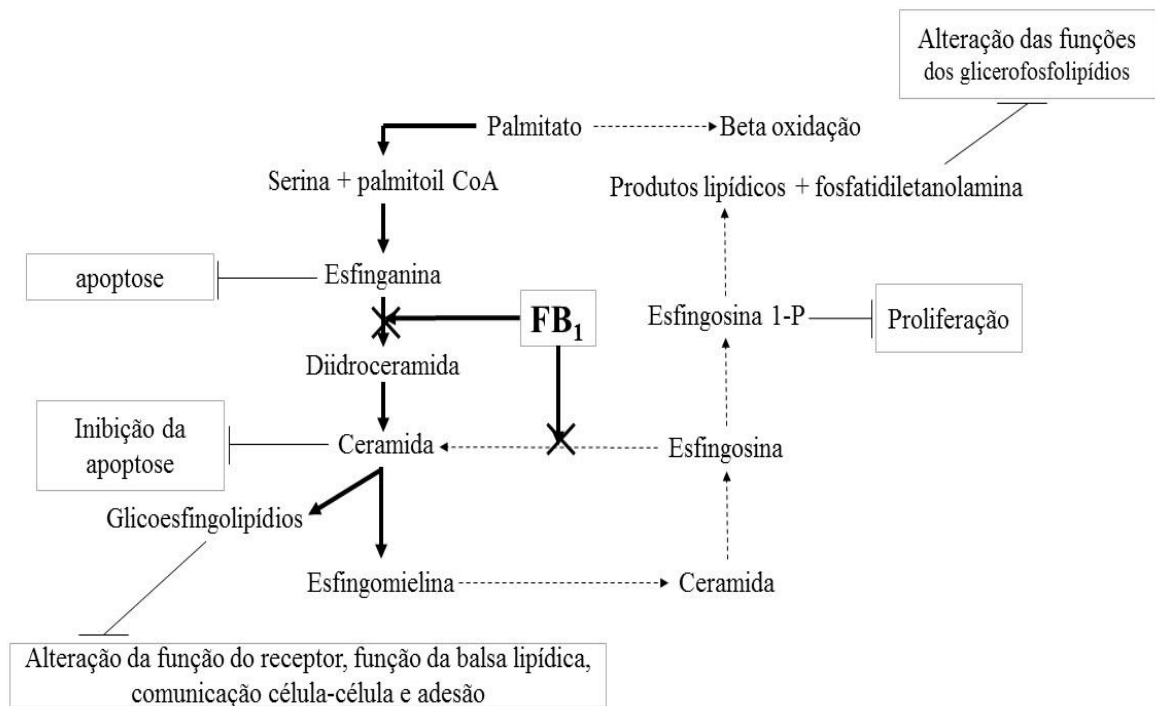 Alteração das funções
dos glicerofosfolipídios
Palmitato
Beta oxidação
Serina + palmitoil CoA
Produtos lipídicos + fosfatidiletanolamina
apoptose
Esfinganina
FB₁
Esfingosina 1-P
Proliferação
Diidroceramida
Inibição da
apoptose
Ceramida
Esfingosina
Glicoesfingolipídios
Esfingomielina
Ceramida
Alteração da função do receptor, função da balsa lipídica,
comunicação célula-célula e adesão